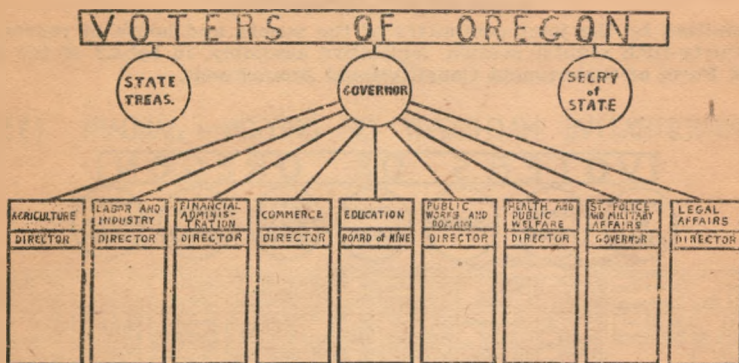 VOTERS OF OREGON
STATE
TREAS.
GOVERNOR
SECR'Y
of
STATE
AGRICULTURE
DIRECTOR
LABOR AND
INDUSTRY
DIRECTOR
FINANCIAL
ADMINIS-
TRATION
DIRECTOR
COMMERCE
DIRECTOR
EDUCATION
BOARD of NINE
PUBLIC
WORKS AND
DOMAIN
DIRECTOR
HEALTH AND
PUBLIC
WELFARE
DIRECTOR
ST. POLICE
AND MILITARY
AFFAIRS
GOVERNOR
LEGAL
AFFAIRS
DIRECTOR